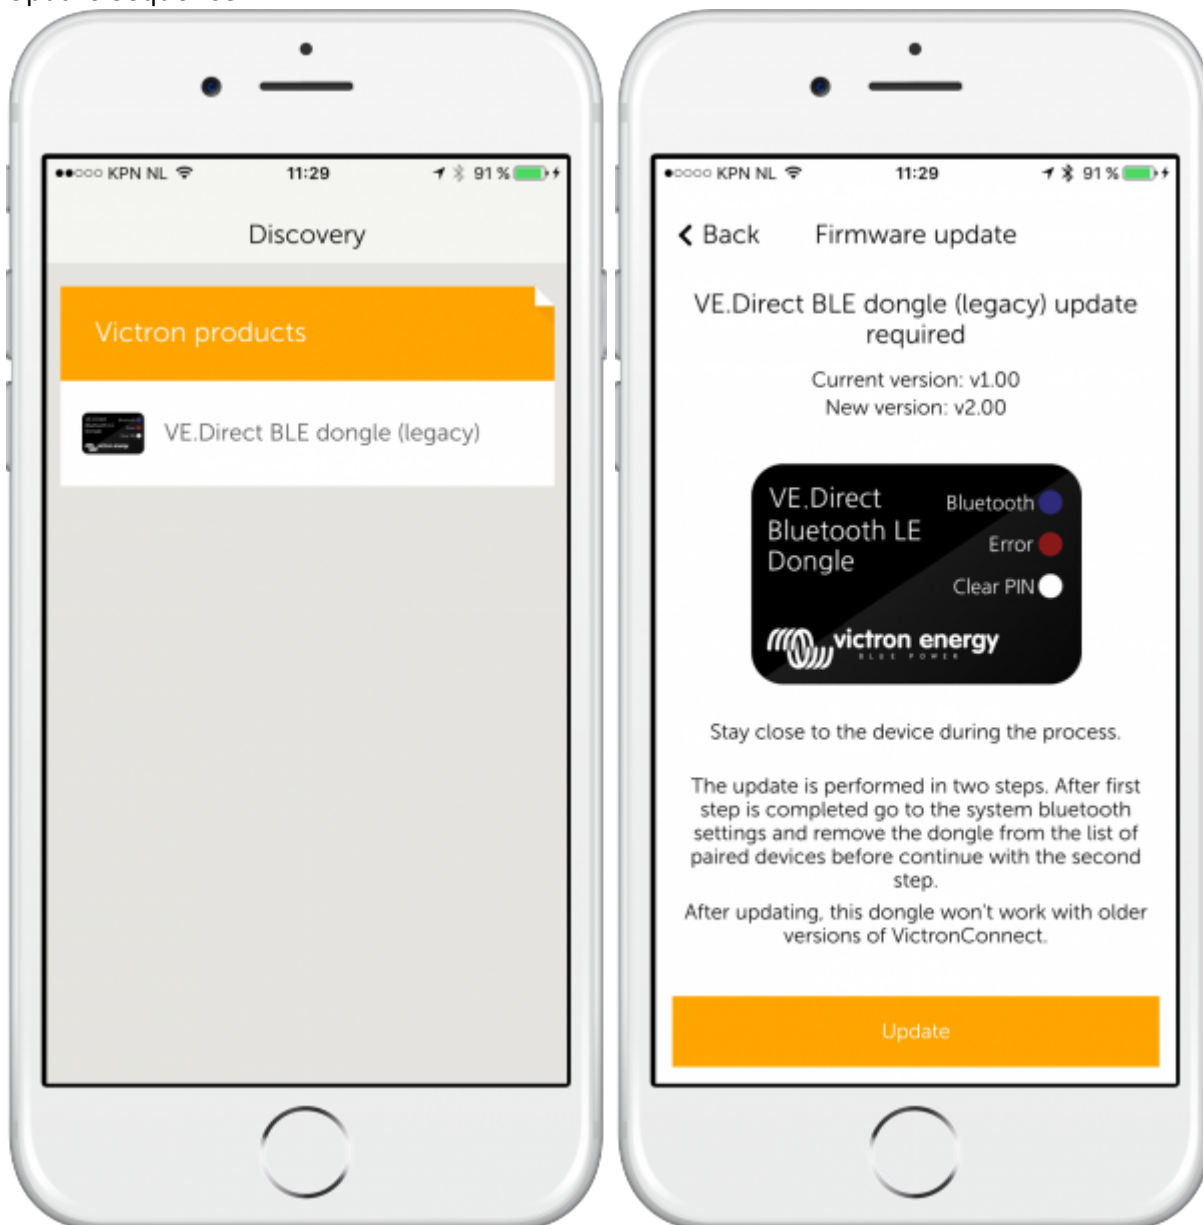 KPN NL 11:29 91 %
Discovery
Victron products
VE.Direct BLE dongle (legacy)
KPN NL 11:29 91 %
Back Firmware update
VE.Direct BLE dongle (legacy) update
required
Current version: v1.00
New version: v2.00
VE.Direct
Bluetooth LE
Dongle
Bluetooth
Error
Clear PIN
victron energy
BLUE POWER
Stay close to the device during the process.
The update is performed in two steps. After first
step is completed go to the system bluetooth
settings and remove the dongle from the list of
paired devices before continue with the second
step.
After updating, this dongle won't work with older
versions of VictronConnect.
Update